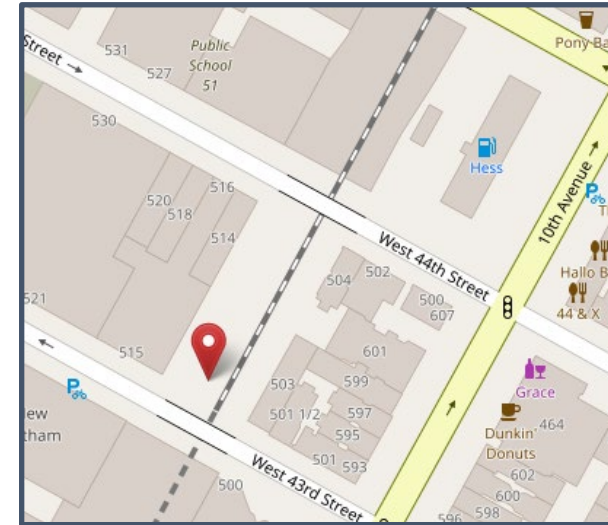 531
527
Public
School
51
Pony Ba
Street →
530
Hess
10th Avenue →
520
518
516
514
West 44th Street
504
502
500
607
Hallo B
44 & X
521
515
601
503
599
501 1/2
597
595
501
593
Grace
Dunkin'
Donuts
464
602
600
598
596
P
ew
tham
500
West 43rd Street